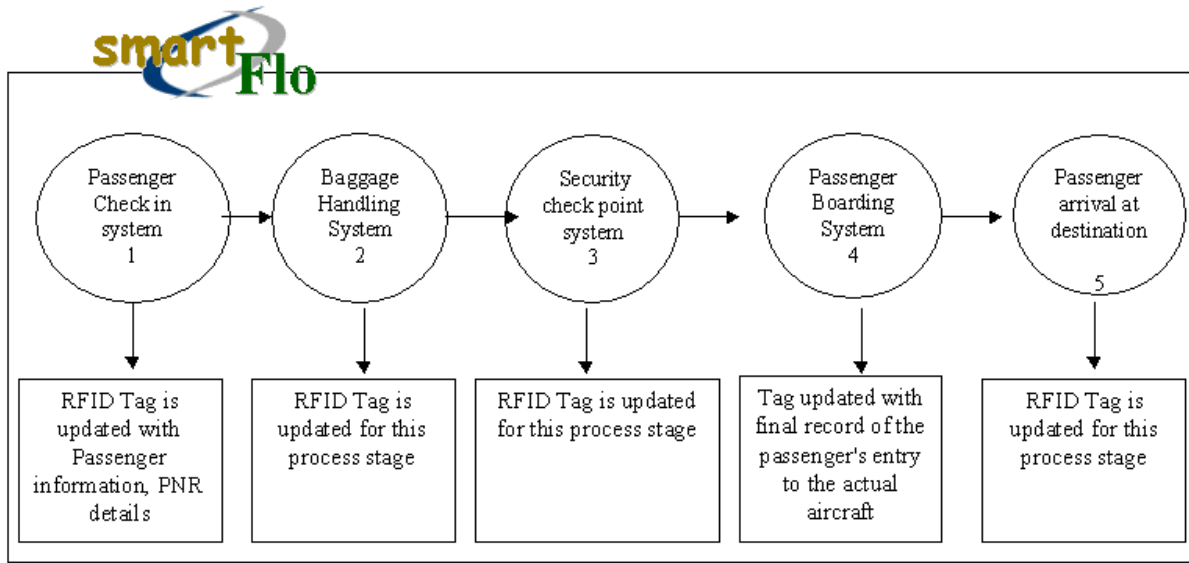 smart
Flo
Passenger
Check in
system
1
Baggage
Handling
System
2
Security
check point
system
3
Passenger
Boarding
System
4
Passenger
arrival at
destination
5
RFID Tag is
updated with
Passenger
information, PNR
details
RFID Tag is
updated for this
process stage
RFID Tag is updated
for this process stage
Tag updated with
final record of the
passenger's entry
to the actual
aircraft
RFID Tag is
updated for this
process stage